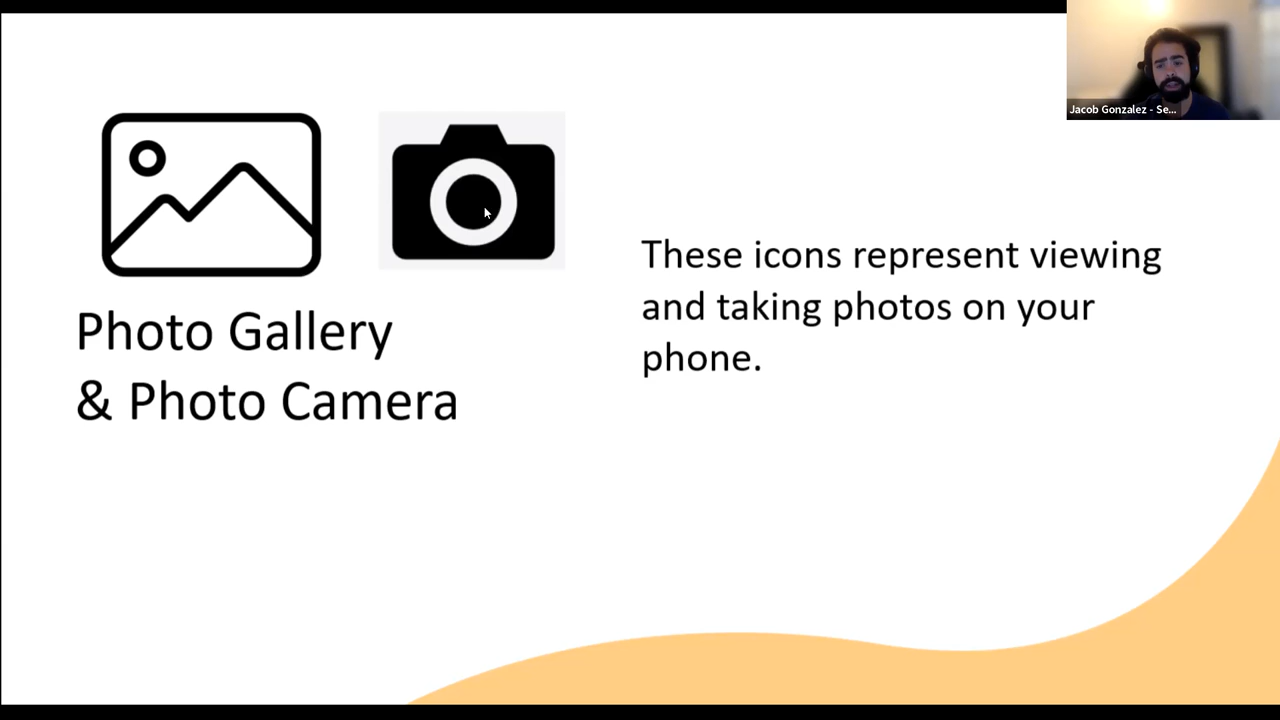 Jacob Gonzalez - Se...
Photo Gallery
& Photo Camera
These icons represent viewing
and taking photos on your
phone.